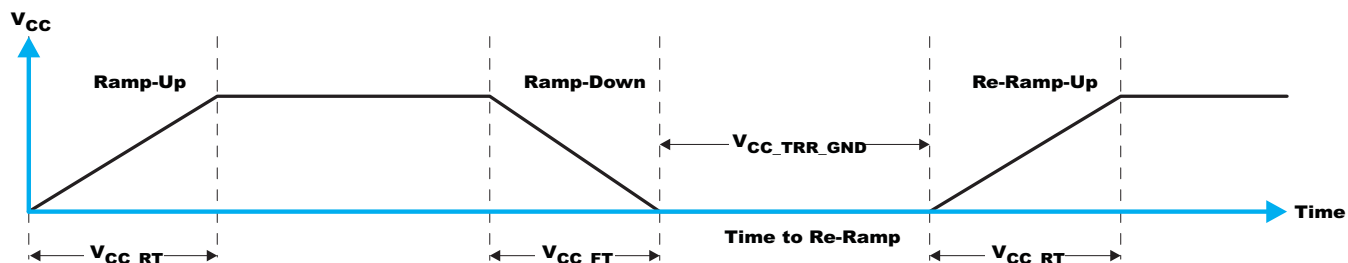 VCC
Ramp-Up
Ramp-Down
Re-Ramp-Up
VCC_TRR_GND
Time
Time to Re-Ramp
VCC_RT
VCC_FT
VCC_RT